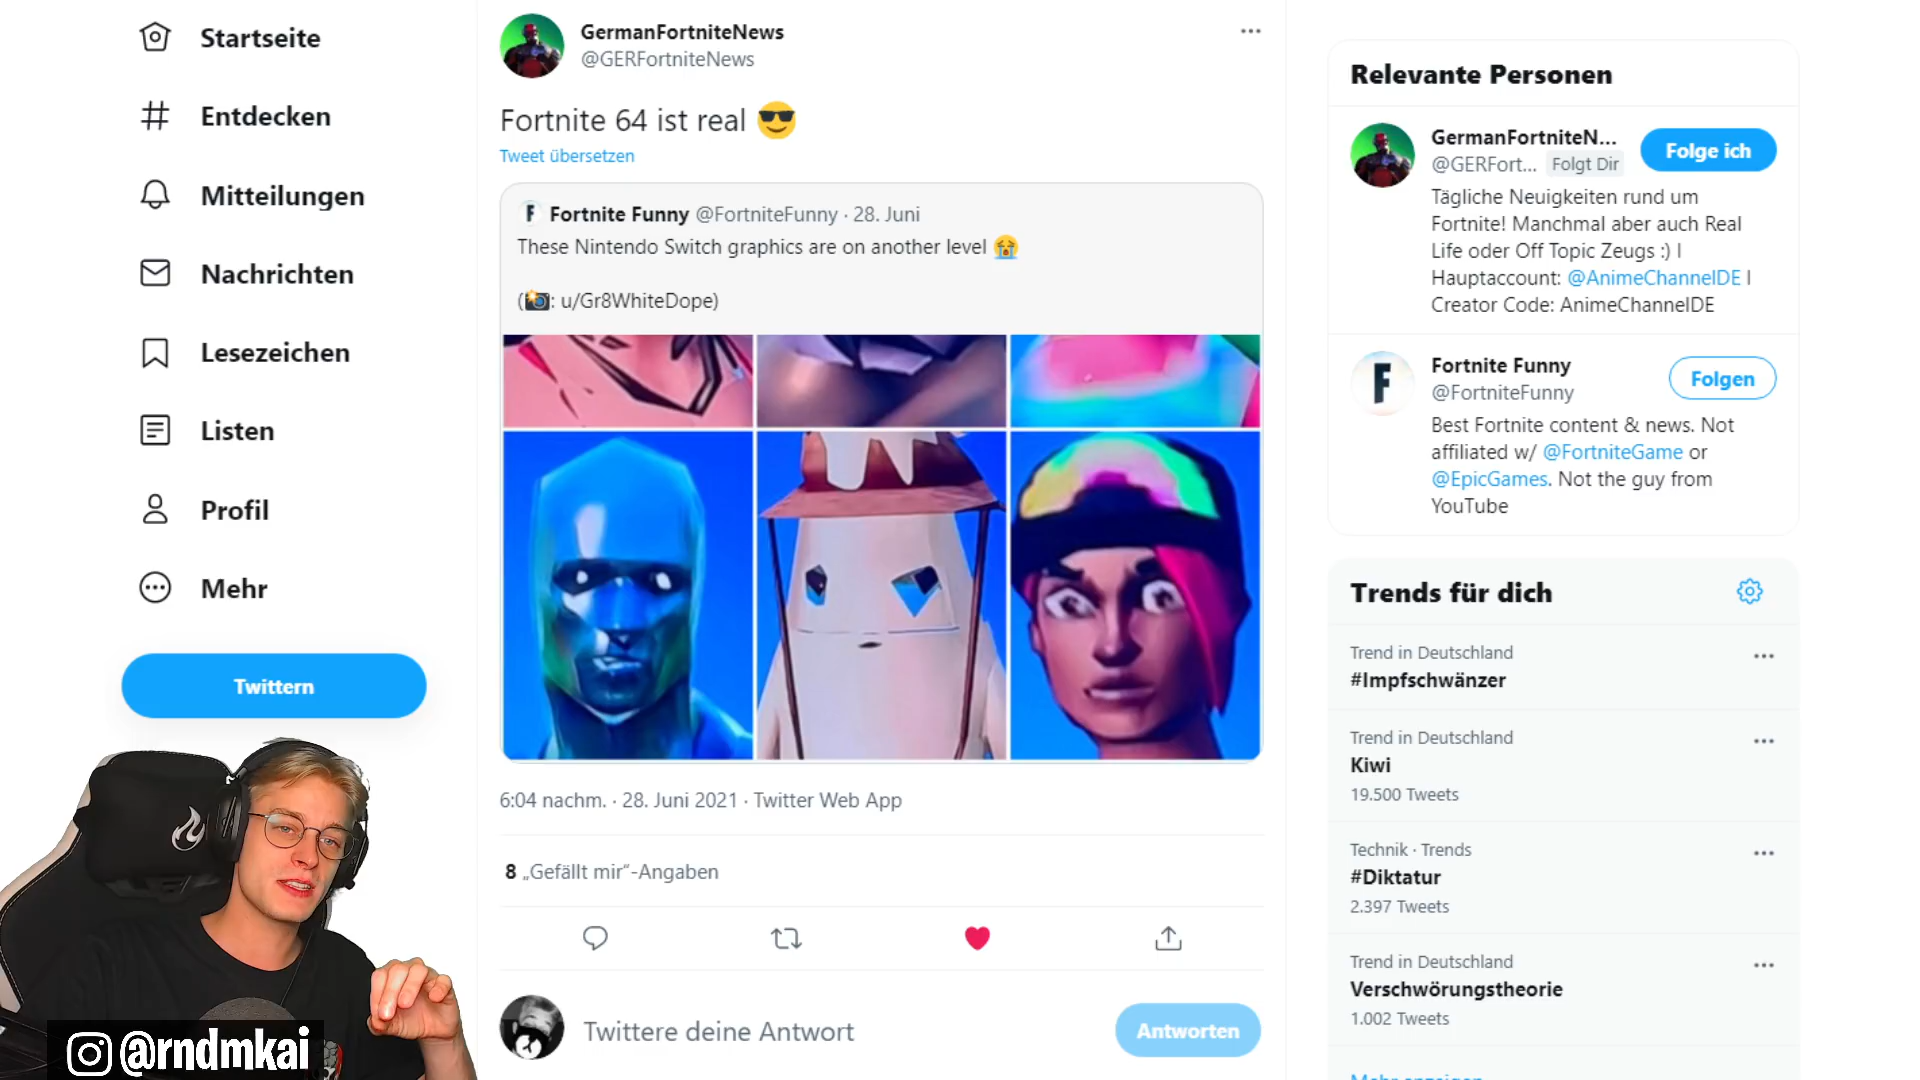 Startseite
Entdecken
Mitteilungen
Nachrichten
Lesezeichen
Listen
Profil
Mehr
Twittern
GermanFortniteNews
@GERFortniteNews
Fortnite 64 ist real 😎
Tweet übersetzen
F Fortnite Funny @FortniteFunny · 28. Juni
These Nintendo Switch graphics are on another level 😭
(📸: u/Gr8WhiteDope)
6:04 nachm. · 28. Juni 2021 · Twitter Web App
8 „Gefällt mir“-Angaben
Twittere deine Antwort
Antworten
Relevante Personen
GermanFortniteN...
@GERFort... Folgt Dir
Folge ich
Tägliche Neuigkeiten rund um
Fortnite! Manchmal aber auch Real
Life oder Off Topic Zeugs :) I
Hauptaccount: @AnimeChannelDE I
Creator Code: AnimeChannelDE
F
Fortnite Funny
@FortniteFunny
Folgen
Best Fortnite content & news. Not
affiliated w/ @FortniteGame or
@EpicGames. Not the guy from
YouTube
Trends für dich
Trend in Deutschland
#Impfschwänzer
Trend in Deutschland
Kiwi
19.500 Tweets
Technik · Trends
#Diktatur
2.397 Tweets
Trend in Deutschland
Verschwörungstheorie
1.002 Tweets
Mehr anzeigen
@rndmkai